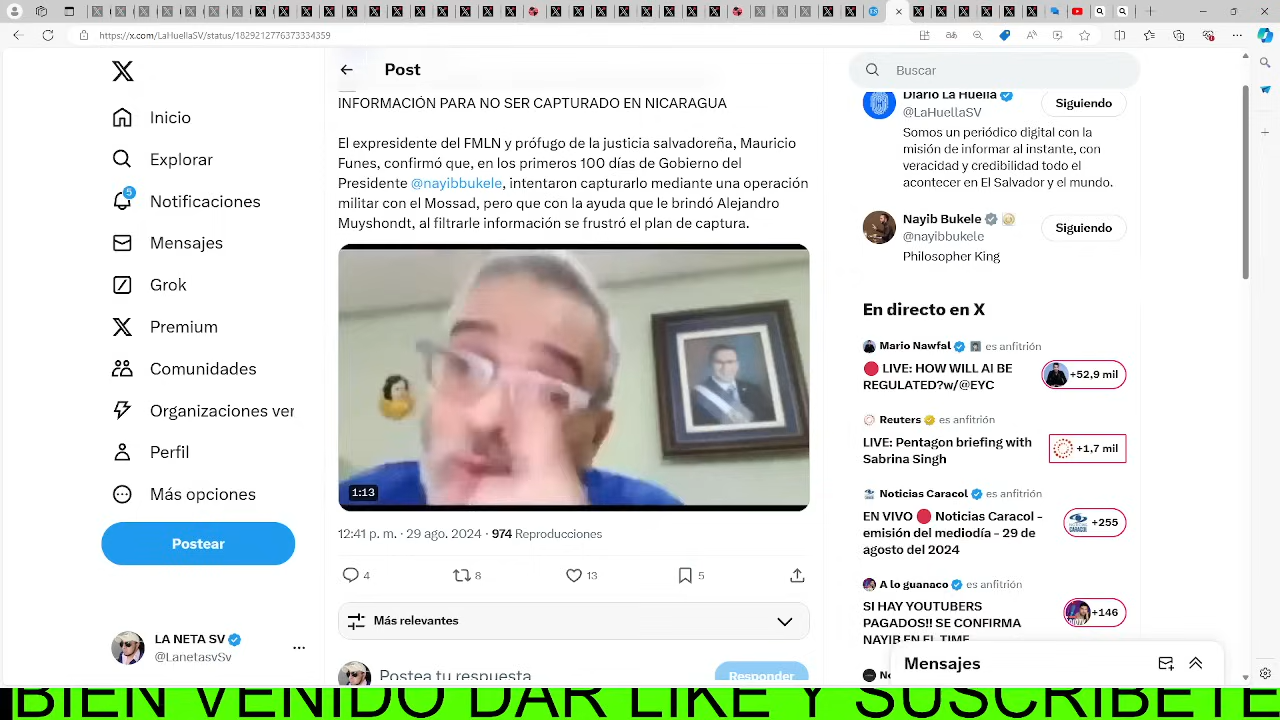 https://x.com/LaHuellaSV/status/1829212776373334359
Inicio
Explorar
5
Notificaciones
Mensajes
Grok
Premium
Comunidades
Organizaciones ver
Perfil
Más opciones
Postear
LA NETA SV
@LanetasvSv
Post
INFORMACIÓN PARA NO SER CAPTURADO EN NICARAGUA
El expresidente del FMLN y prófugo de la justicia salvadoreña, Mauricio
Funes, confirmó que, en los primeros 100 días de Gobierno del
Presidente @nayibbukele, intentaron capturarlo mediante una operación
militar con el Mossad, pero que con la ayuda que le brindó Alejandro
Muyshondt, al filtrarle información se frustró el plan de captura.
1:13
12:41 p. m. · 29 ago. 2024 · 974 Reproducciones
4 8 13 5
Más relevantes
Postea tu respuesta
Responder
Buscar
Diario La Huella
@LaHuellaSV
Siguiendo
Somos un periódico digital con la
misión de informar al instante, con
veracidad y credibilidad todo el
acontecer en El Salvador y el mundo.
Nayib Bukele
@nayibbukele
Siguiendo
Philosopher King
En directo en X
Mario Nawfal es anfitrión
LIVE: HOW WILL AI BE
REGULATED?w/@EYC
+52,9 mil
Reuters es anfitrión
LIVE: Pentagon briefing with
Sabrina Singh
+1,7 mil
Noticias Caracol es anfitrión
EN VIVO Noticias Caracol -
emisión del mediodía - 29 de
agosto del 2024
+255
A lo guanaco es anfitrión
SI HAY YOUTUBERS
PAGADOS!! SE CONFIRMA
NAYIB EN EL TIME
+146
Mensajes
BIEN VENIDO DAR LIKE Y SUSCRIBETE